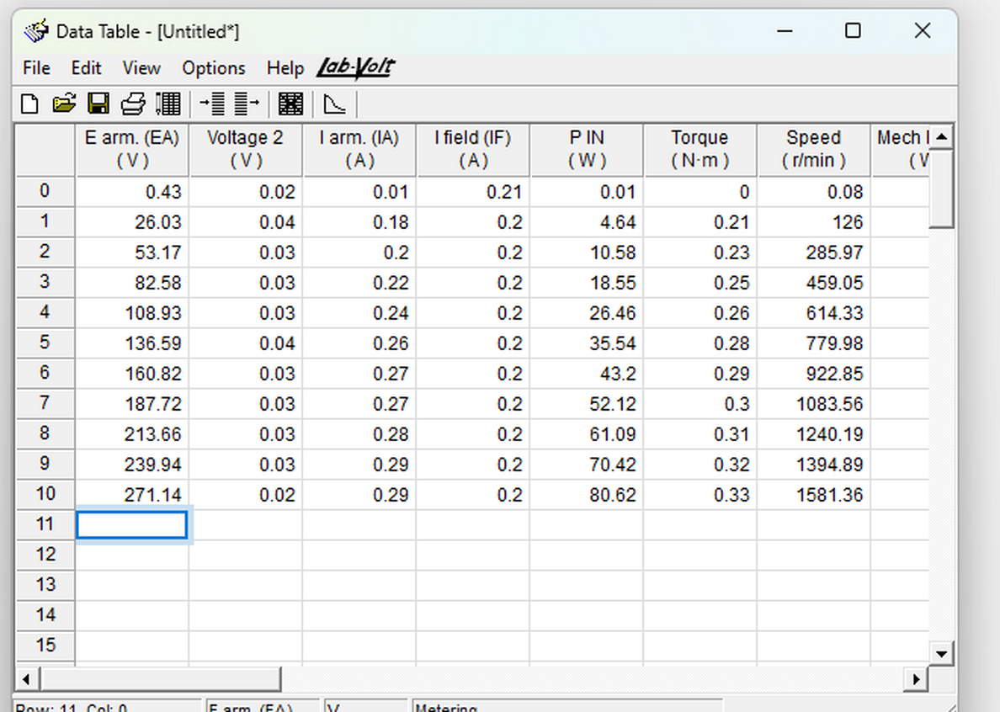 Data Table - [Untitled*]
File Edit View Options Help Lab-Volt
E arm. (EA) Voltage 2 I arm. (IA) I field (IF) P IN Torque Speed Mech
( V ) ( V ) ( A ) ( A ) ( W ) ( N·m ) ( r/min )
0 0.43 0.02 0.01 0.21 0.01 0 0.08
1 26.03 0.04 0.18 0.2 4.64 0.21 126
2 53.17 0.03 0.2 0.2 10.58 0.23 285.97
3 82.58 0.03 0.22 0.2 18.55 0.25 459.05
4 108.93 0.03 0.24 0.2 26.46 0.26 614.33
5 136.59 0.04 0.26 0.2 35.54 0.28 779.98
6 160.82 0.03 0.27 0.2 43.2 0.29 922.85
7 187.72 0.03 0.27 0.2 52.12 0.3 1083.56
8 213.66 0.03 0.28 0.2 61.09 0.31 1240.19
9 239.94 0.03 0.29 0.2 70.42 0.32 1394.89
10 271.14 0.02 0.29 0.2 80.62 0.33 1581.36
11
12
13
14
15
Row: 11, Col: 0 E arm. (EA) V Metering